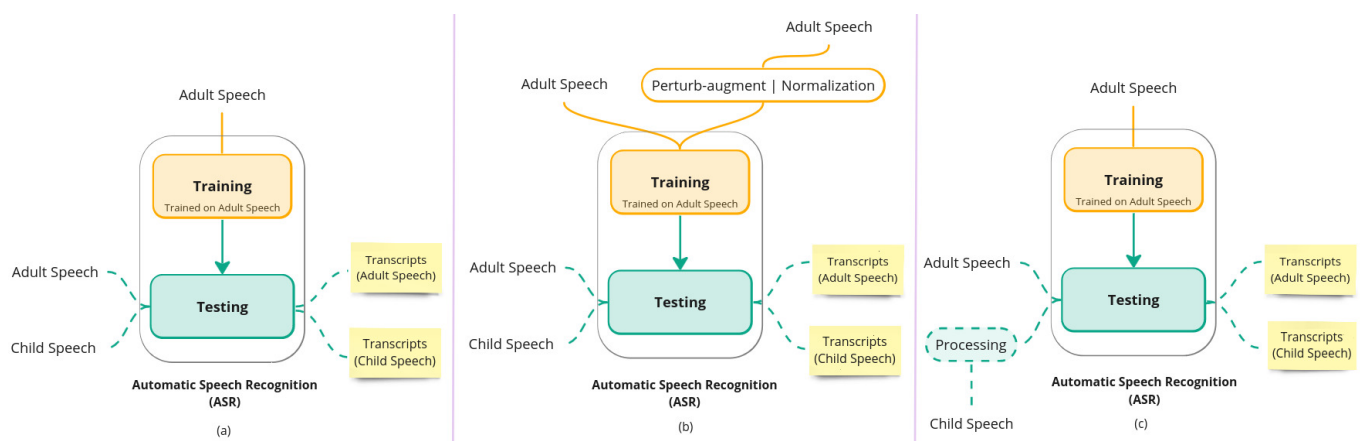 Adult Speech
Training
Trained on Adult Speech
Adult Speech
Child Speech
Testing
Transcripts
(Adult Speech)
Transcripts
(Child Speech)
Automatic Speech Recognition
(ASR)
(a)
Adult Speech
Adult Speech
Perturb-augment | Normalization
Training
Trained on Adult Speech
Adult Speech
Child Speech
Testing
Transcripts
(Adult Speech)
Transcripts
(Child Speech)
Automatic Speech Recognition
(ASR)
(b)
Adult Speech
Training
Trained on Adult Speech
Adult Speech
Processing
Child Speech
Testing
Transcripts
(Adult Speech)
Transcripts
(Child Speech)
Automatic Speech Recognition
(ASR)
(c)